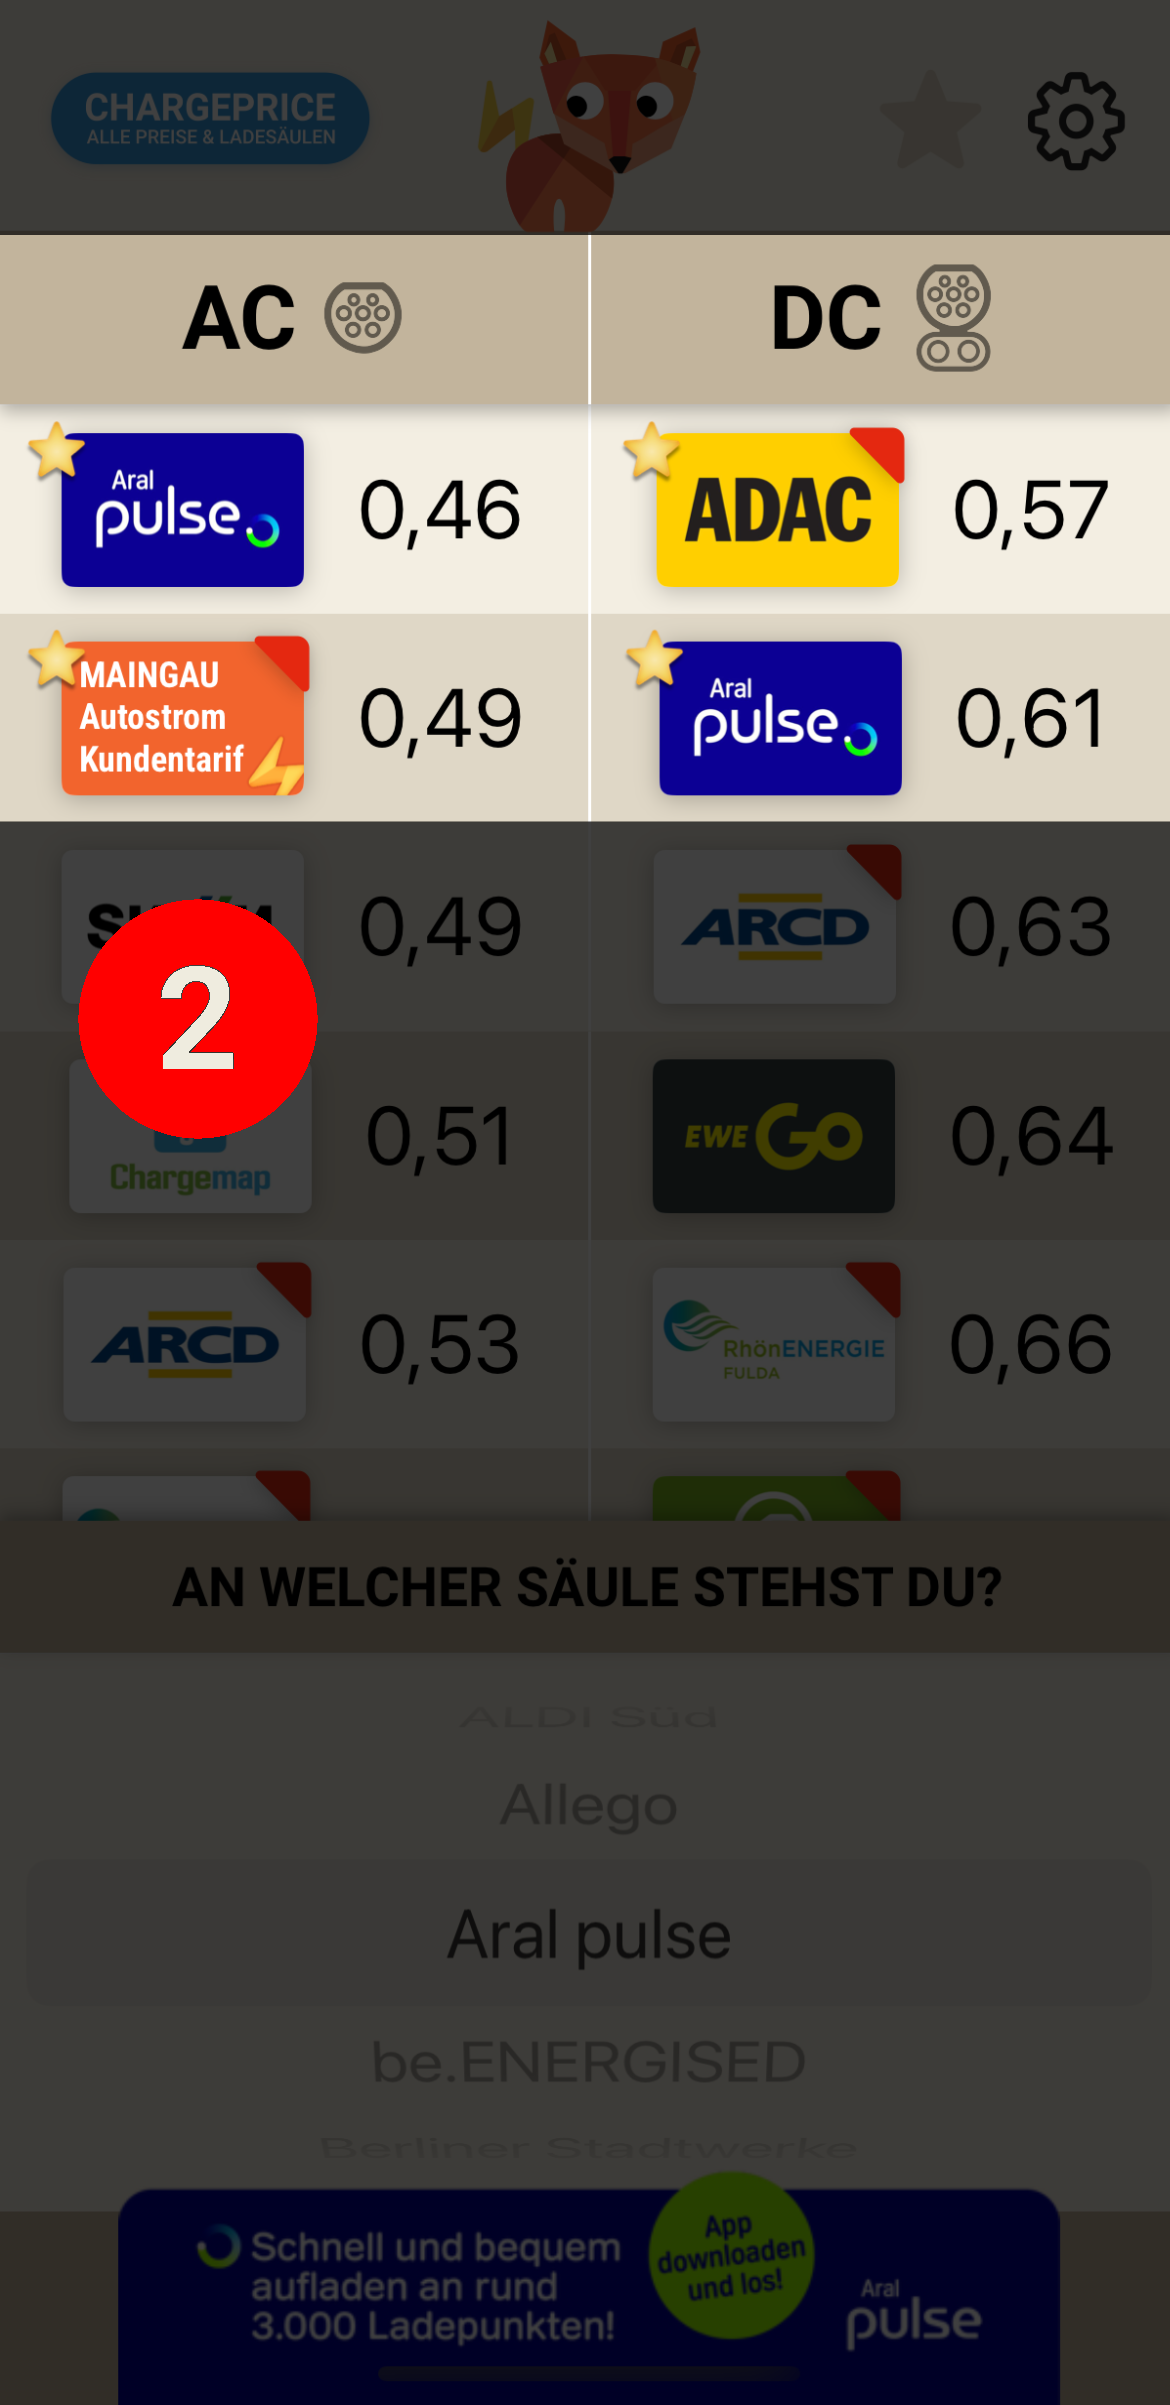 CHARGEPRICE
ALLE PREISE & LADESÄULEN
AC
DC
Aral
pulse
0,46
ADAC
0,57
MAINGAU
Autostrom
Kundentarif
0,49
Aral
pulse
0,61
0,49
ARCD
0,63
2
Chargemap
0,51
EWE GO
0,64
ARCD
0,53
RhönENERGIE
FULDA
0,66
AN WELCHER SÄULE STEHST DU?
ALDI Süd
Allego
Aral pulse
be.ENERGISED
Berliner Stadtwerke
Schnell und bequem
aufladen an rund
3.000 Ladepunkten!
App
downloaden
und los!
Aral
pulse